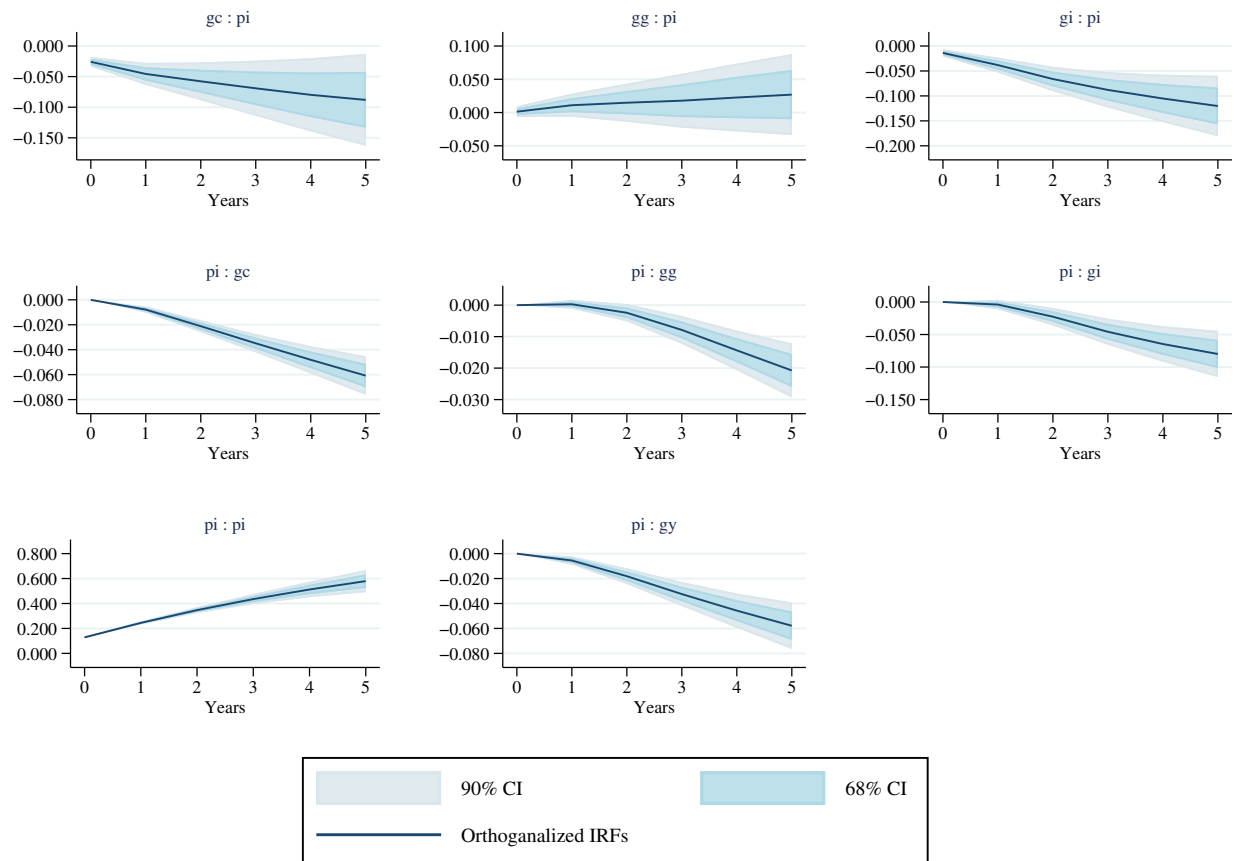 gc : pi
0.000
−0.050
−0.100
−0.150
0 1 2 3 4 5
Years
gg : pi
0.100
0.050
0.000
−0.050
0 1 2 3 4 5
Years
gi : pi
0.000
−0.050
−0.100
−0.150
−0.200
0 1 2 3 4 5
Years
pi : gc
0.000
−0.020
−0.040
−0.060
−0.080
0 1 2 3 4 5
Years
pi : gg
0.000
−0.010
−0.020
−0.030
0 1 2 3 4 5
Years
pi : gi
0.000
−0.050
−0.100
−0.150
0 1 2 3 4 5
Years
pi : pi
0.800
0.600
0.400
0.200
0.000
0 1 2 3 4 5
Years
pi : gy
0.000
−0.020
−0.040
−0.060
−0.080
0 1 2 3 4 5
Years
90% CI 68% CI
Orthoganalized IRFs